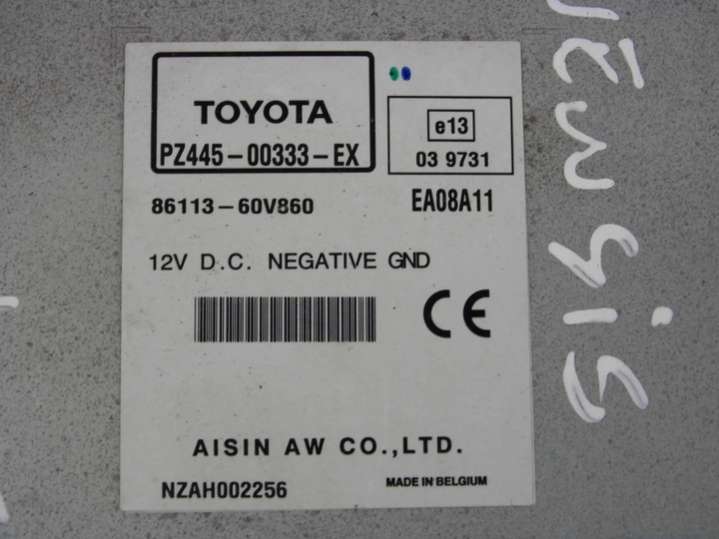 TOYOTA
PZ445-00333-EX
e13
03 9731
86113-60V860
EA08A11
12V D.C. NEGATIVE GND
CE
AISIN AW CO.,LTD.
NZAH002256
MADE IN BELGIUM